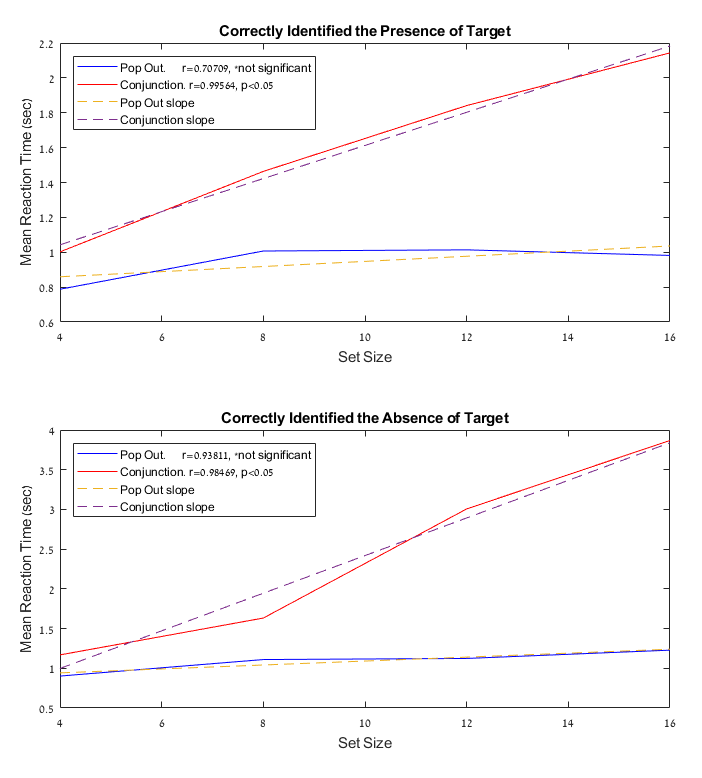 Correctly Identified the Presence of Target
2.2
2
1.8
1.6
1.4
1.2
1
0.8
0.6
Mean Reaction Time (sec)
Pop Out. r=0.70709, *not significant
Conjunction. r=0.99564, p<0.05
Pop Out slope
Conjunction slope
4 6 8 10 12 14 16
Set Size
Correctly Identified the Absence of Target
4
3.5
3
2.5
2
1.5
1
0.5
Mean Reaction Time (sec)
Pop Out. r=0.93811, *not significant
Conjunction. r=0.98469, p<0.05
Pop Out slope
Conjunction slope
4 6 8 10 12 14 16
Set Size